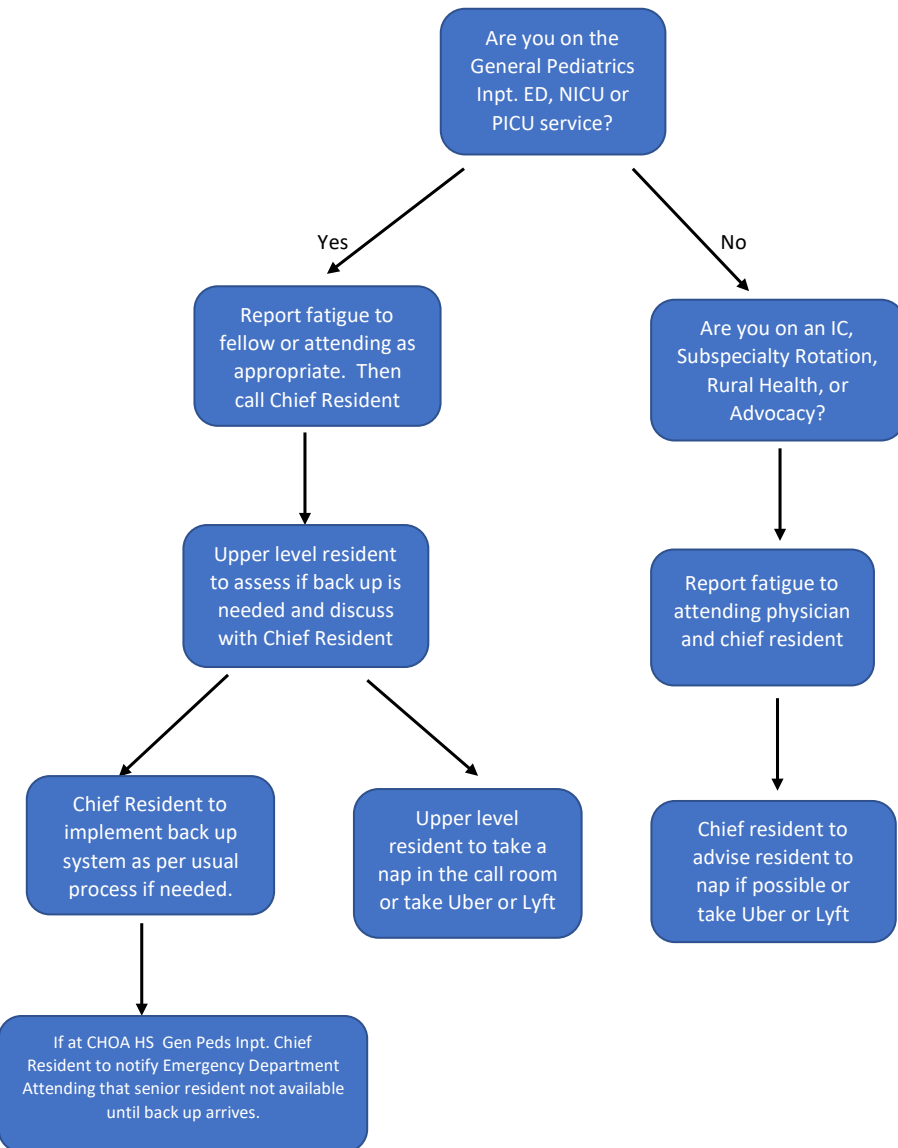 Are you on the
General Pediatrics
Inpt. ED, NICU or
PICU service?
Yes
No
Report fatigue to
fellow or attending as
appropriate. Then
call Chief Resident
Are you on an IC,
Subspecialty Rotation,
Rural Health, or
Advocacy?
Upper level resident
to assess if back up is
needed and discuss
with Chief Resident
Report fatigue to
attending physician
and chief resident
Chief Resident to
implement back up
system as per usual
process if needed.
Upper level
resident to take a
nap in the call room
or take Uber or Lyft
Chief resident to
advise resident to
nap if possible or
take Uber or Lyft
If at CHOA HS Gen Peds Inpt. Chief
Resident to notify Emergency Department
Attending that senior resident not available
until back up arrives.